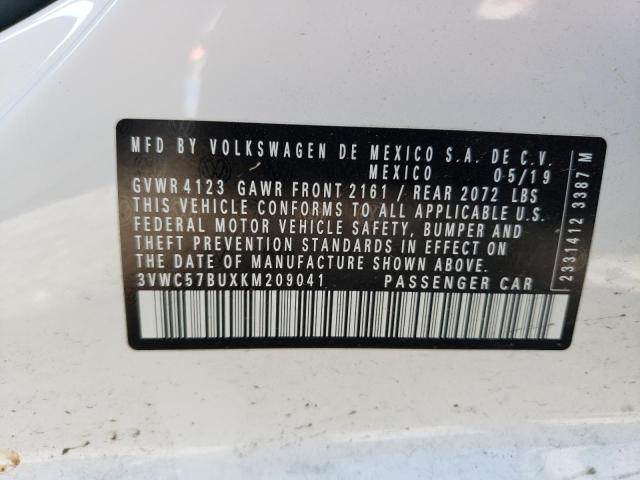 MFD BY VOLKSWAGEN DE MEXICO S.A. DE C.V.
MEXICO 05/19
GVWR 4123 GAWR FRONT 2161 / REAR 2072 LBS
THIS VEHICLE CONFORMS TO ALL APPLICABLE U.S.
FEDERAL MOTOR VEHICLE SAFETY, BUMPER AND
THEFT PREVENTION STANDARDS IN EFFECT ON
THE DATE OF MANUFACTURE SHOWN ABOVE.
3VWC57BUXKM209041 PASSENGER CAR
2331412 3387 M